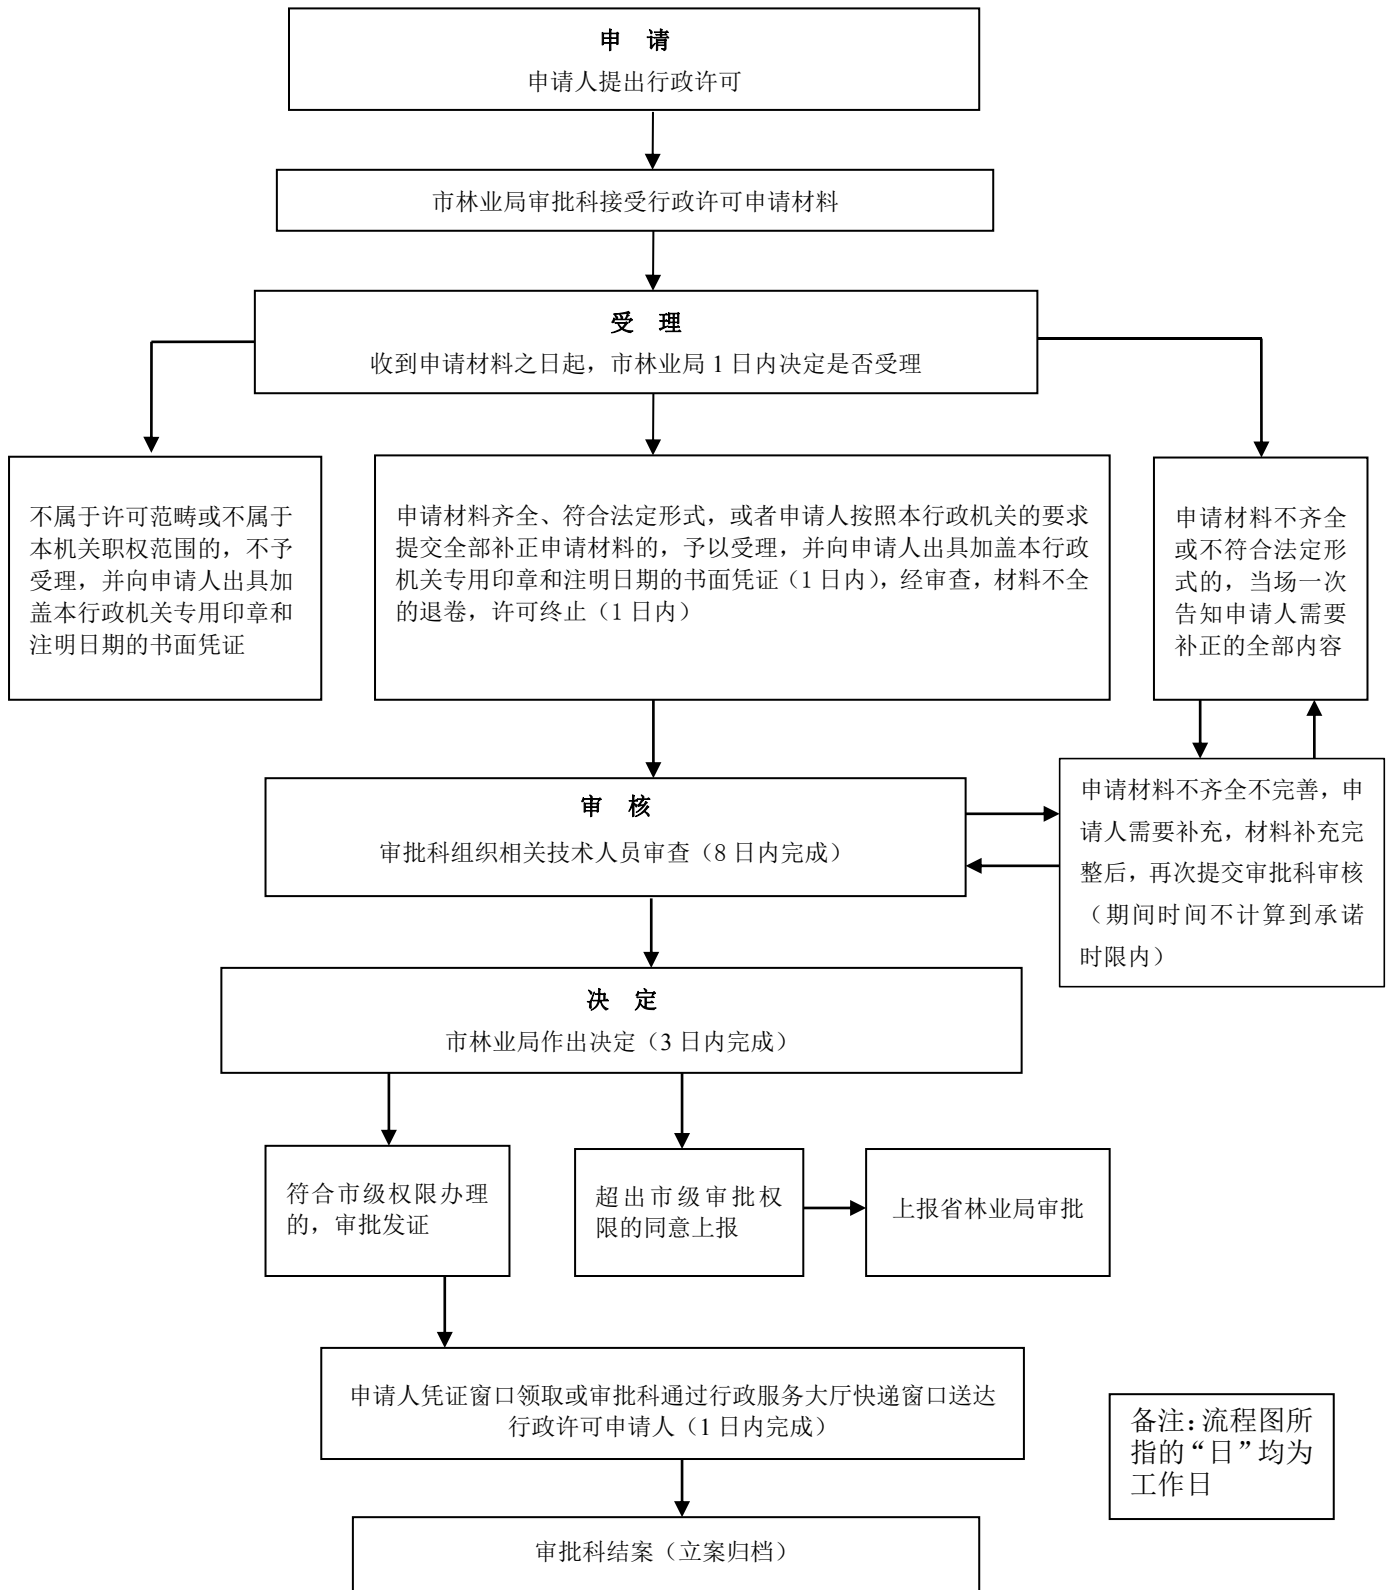 申 请
申请人提出行政许可
市林业局审批科接受行政许可申请材料
受 理
收到申请材料之日起，市林业局 1 日内决定是否受理
不属于许可范畴或不属于
本机关职权范围的，不予
受理，并向申请人出具加
盖本行政机关专用印章和
注明日期的书面凭证
申请材料齐全、符合法定形式，或者申请人按照本行政机关的要求
提交全部补正申请材料的，予以受理，并向申请人出具加盖本行政
机关专用印章和注明日期的书面凭证（1 日内），经审查，材料不全
的退卷，许可终止（1 日内）
申请材料不齐全
或不符合法定形
式的，当场一次
告知申请人需要
补正的全部内容
审 核
审批科组织相关技术人员审查（8 日内完成）
申请材料不齐全不完善，申
请人需要补充，材料补充完
整后，再次提交审批科审核
（期间时间不计算到承诺
时限内）
决 定
市林业局作出决定（3 日内完成）
符合市级权限办理
的，审批发证
超出市级审批权
限的同意上报
上报省林业局审批
申请人凭证窗口领取或审批科通过行政服务大厅快递窗口送达
行政许可申请人（1 日内完成）
备注：流程图所
指的“日”均为
工作日
审批科结案（立案归档）